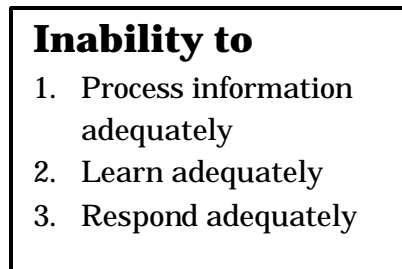 Inability to
1. Process information
adequately
2. Learn adequately
3. Respond adequately